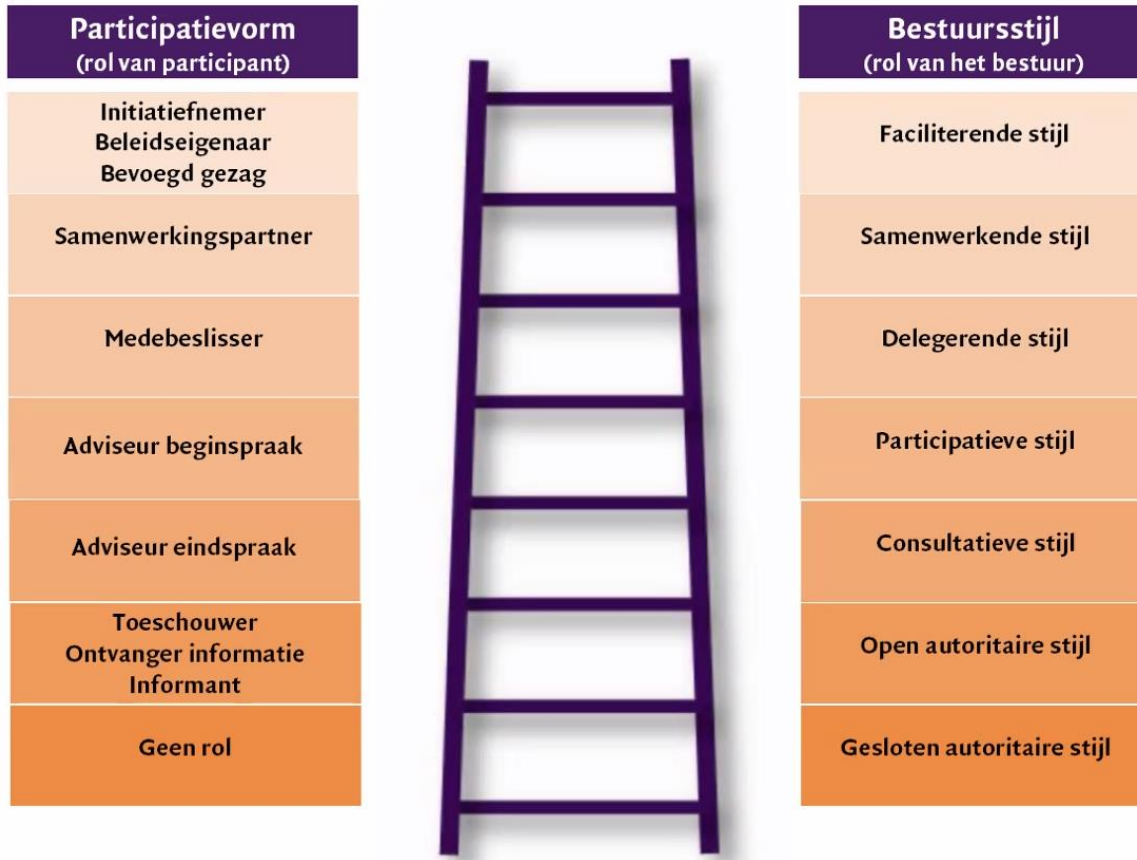 Participatievorm
(rol van participant)
Initiatiefnemer
Beleidseigenaar
Bevoegd gezag
Samenwerkingspartner
Medebeslisser
Adviseur beginspraak
Adviseur eindspraak
Toeschouwer
Ontvanger informatie
Informant
Geen rol
Bestuursstijl
(rol van het bestuur)
Faciliterende stijl
Samenwerkende stijl
Delegerende stijl
Participatieve stijl
Consultatieve stijl
Open autoritaire stijl
Gesloten autoritaire stijl